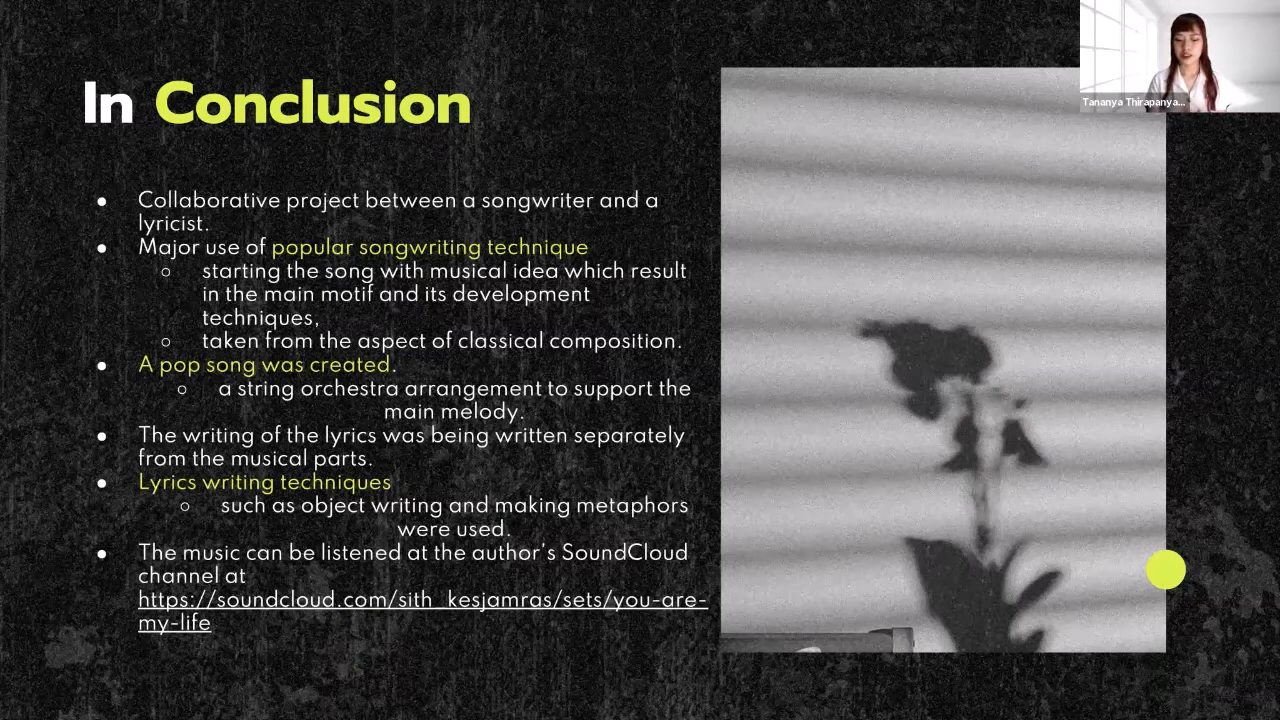 Tananya Thirapanya...
In Conclusion
● Collaborative project between a songwriter and a
lyricist.
● Major use of popular songwriting technique
○ starting the song with musical idea which result
in the main motif and its development
techniques,
○ taken from the aspect of classical composition.
● A pop song was created.
○ a string orchestra arrangement to support the
main melody.
● The writing of the lyrics was being written separately
from the musical parts.
● Lyrics writing techniques
○ such as object writing and making metaphors
were used.
● The music can be listened at the author's SoundCloud
channel at
https://soundcloud.com/sith_kesjamras/sets/you-are-
my-life